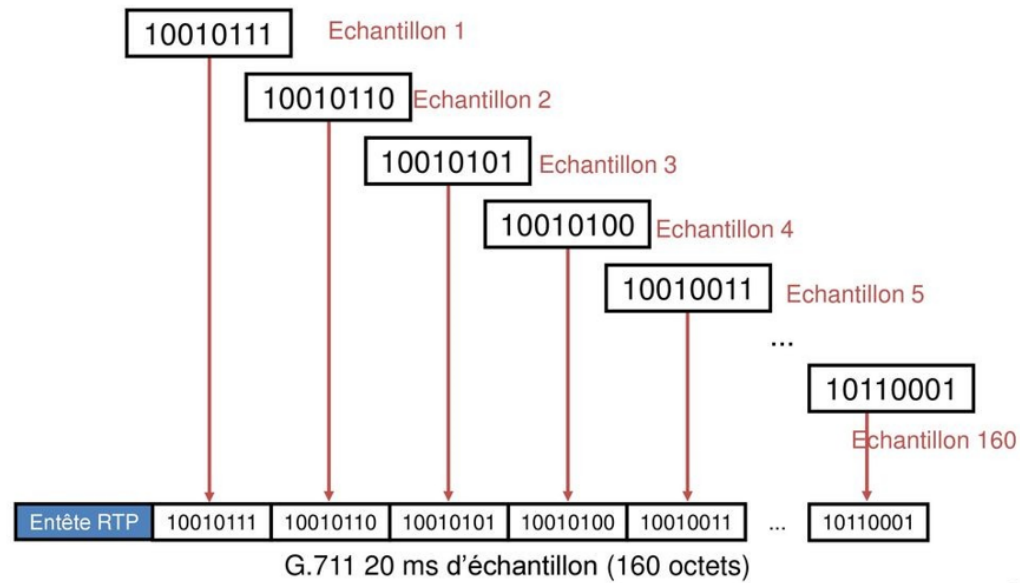 10010111 Echantillon 1
10010110 Echantillon 2
10010101 Echantillon 3
10010100 Echantillon 4
10010011 Echantillon 5
...
10110001
Echantillon 160
Entête RTP 10010111 10010110 10010101 10010100 10010011 ... 10110001
G.711 20 ms d'échantillon (160 octets)